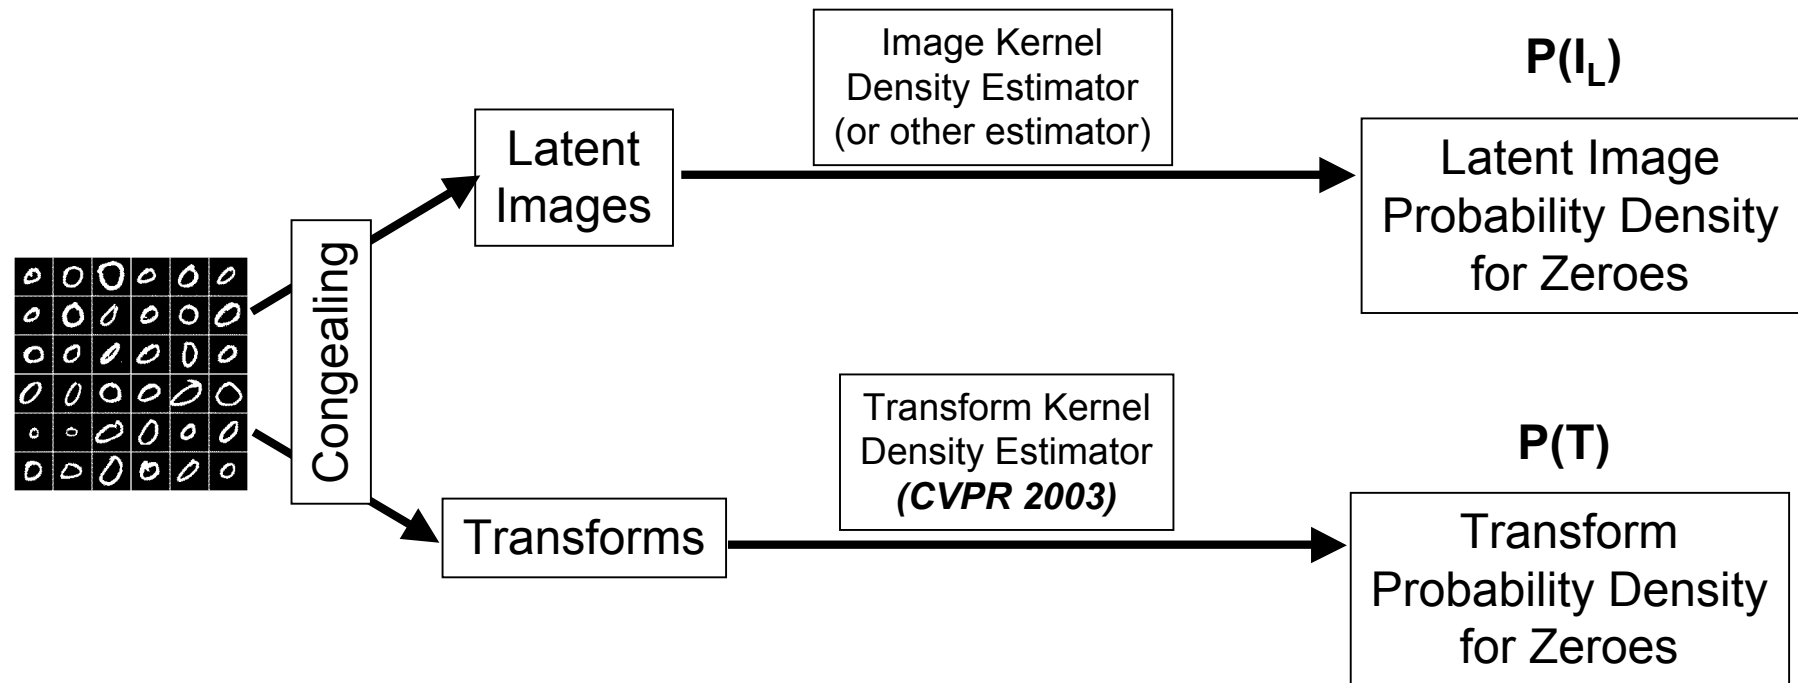 Congealing
Latent
Images
Image Kernel
Density Estimator
(or other estimator)
P(I_L)
Latent Image
Probability Density
for Zeroes
Transforms
Transform Kernel
Density Estimator
(CVPR 2003)
P(T)
Transform
Probability Density
for Zeroes